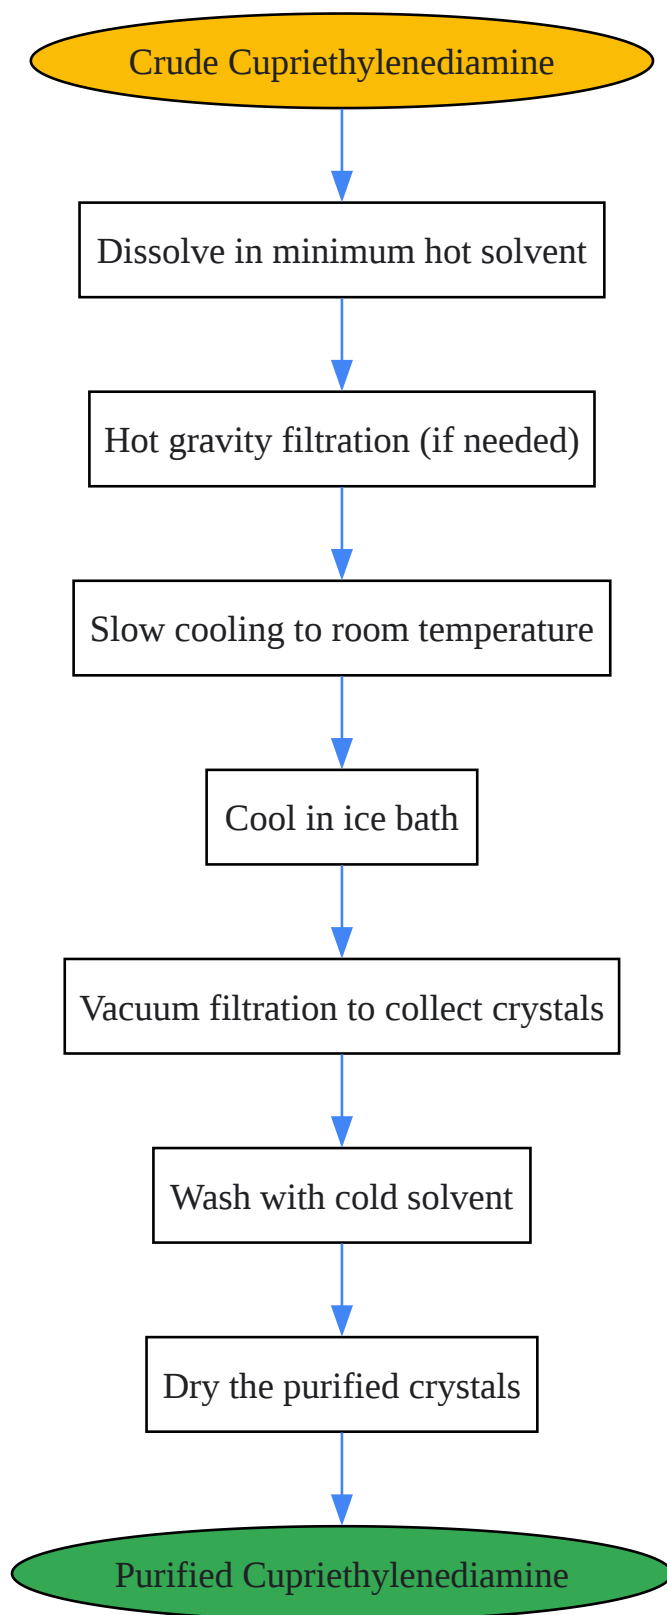 Crude Cupriethylenediamine
Dissolve in minimum hot solvent
Hot gravity filtration (if needed)
Slow cooling to room temperature
Cool in ice bath
Vacuum filtration to collect crystals
Wash with cold solvent
Dry the purified crystals
Purified Cupriethylenediamine